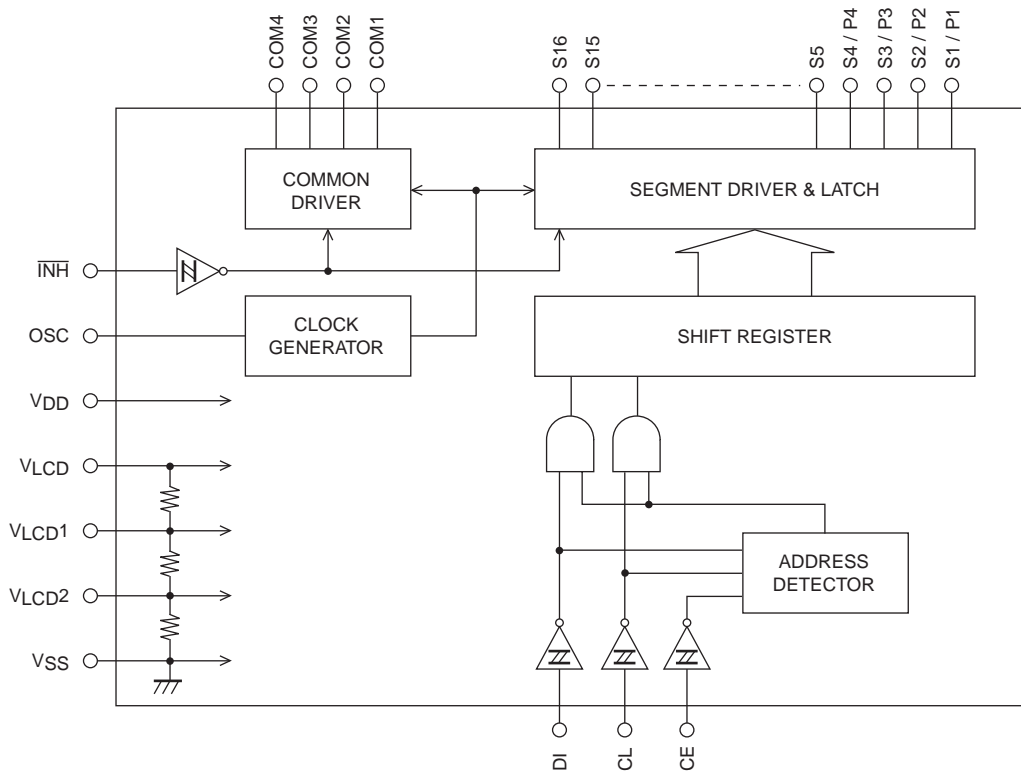 COM4
COM3
COM2
COM1
S16
S15
S5
S4 / P4
S3 / P3
S2 / P2
S1 / P1
COMMON
DRIVER
SEGMENT DRIVER & LATCH
INH
OSC
CLOCK
GENERATOR
SHIFT REGISTER
VDD
VLCD
VLCD1
VLCD2
VSS
ADDRESS
DETECTOR
DI
CL
CE